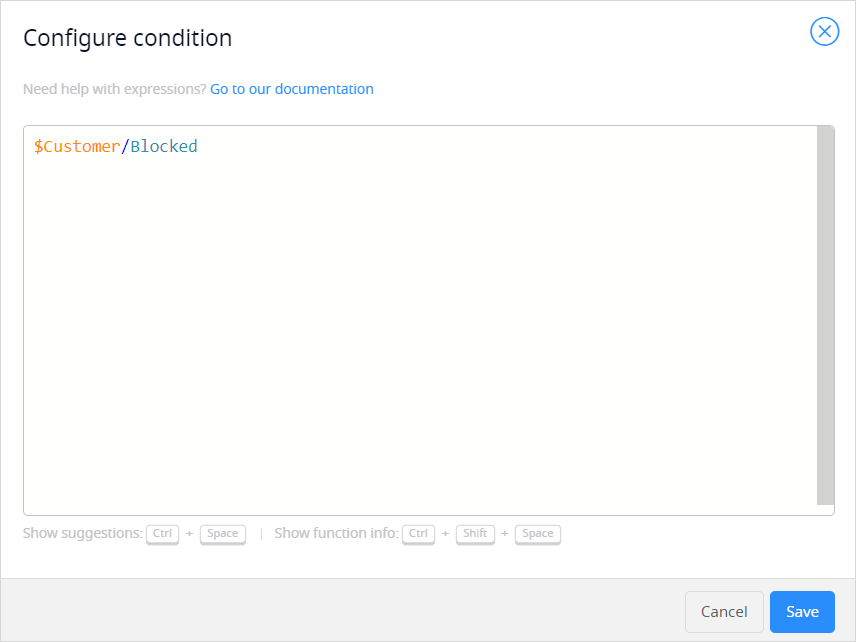 Configure condition
Need help with expressions? Go to our documentation
$Customer/Blocked
Show suggestions: Ctrl + Space | Show function info: Ctrl + Shift + Space
Cancel Save